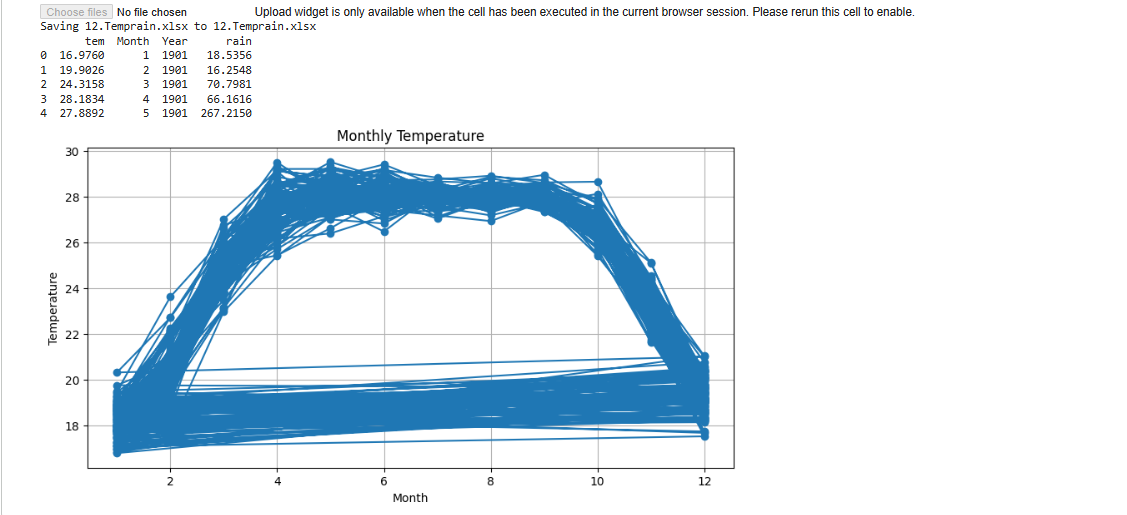 Choose files No file chosen Upload widget is only available when the cell has been executed in the current browser session. Please rerun this cell to enable.
Saving 12.Temprain.xlsx to 12.Temprain.xlsx
tem Month Year rain
0 16.9760 1 1901 18.5356
1 19.9026 2 1901 16.2548
2 24.3158 3 1901 70.7981
3 28.1834 4 1901 66.1616
4 27.8892 5 1901 267.2150
Monthly Temperature
30
28
26
24
22
20
18
Temperature
2 4 6 8 10 12
Month